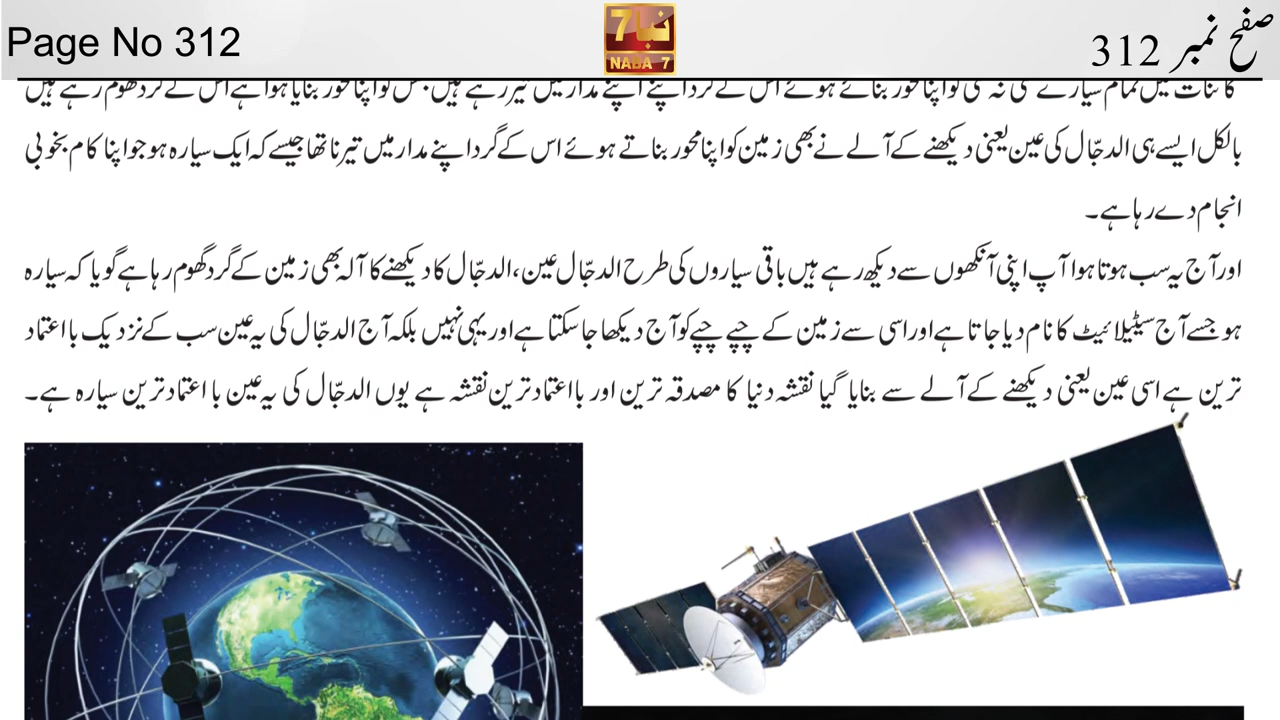 Page No 312
نبا 7
NABA 7
صفح نمبر 312
کائنات میں تمام سیارے کسی نہ کسی کو اپنا محور بنائے ہوئے اس کے گرد اپنے اپنے مدار میں تیر رہے ہیں جس کو اپنا محور بنایا ہوا ہے اس کے گرد گھوم رہے ہیں
بالکل ایسے ہی الدجّال کی عین یعنی دیکھنے کے آلے نے بھی زمین کو اپنا محور بناتے ہوئے اس کے گرد اپنے مدار میں تیرنا تھا جیسے کہ ایک سیارہ ہو جو اپنا کام بخوبی
انجام دے رہا ہے۔
اور آج یہ سب ہوتا ہوا آپ اپنی آنکھوں سے دیکھ رہے ہیں باقی سیاروں کی طرح الدجّال عین، الدجّال کا دیکھنے کا آلہ بھی زمین کے گرد گھوم رہا ہے گویا کہ سیارہ
ہو جسے آج سیٹیلائیٹ کا نام دیا جاتا ہے اور اسی سے زمین کے چپے چپے کو آج دیکھا جا سکتا ہے اور یہی نہیں بلکہ آج الدجّال کی یہ عین سب کے نزدیک با اعتماد
ترین ہے اسی عین یعنی دیکھنے کے آلے سے بنایا گیا نقشہ دنیا کا مصدقہ ترین اور با اعتماد ترین نقشہ ہے یوں الدجّال کی یہ عین با اعتماد ترین سیارہ ہے۔